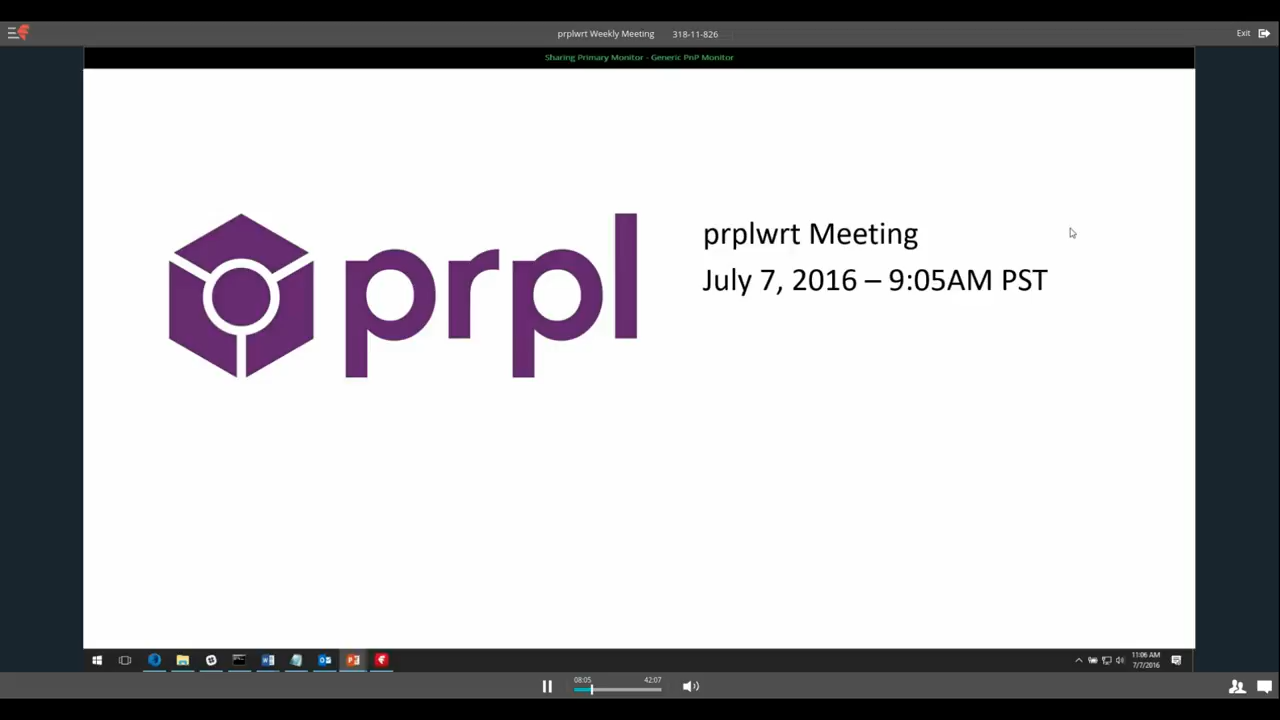 prplwrt Weekly Meeting 318-11-826
Exit
Sharing Primary Monitor - Generic PnP Monitor
prpl
prplwrt Meeting
July 7, 2016 – 9:05AM PST
11:06 AM
7/7/2016
08:05
42:07